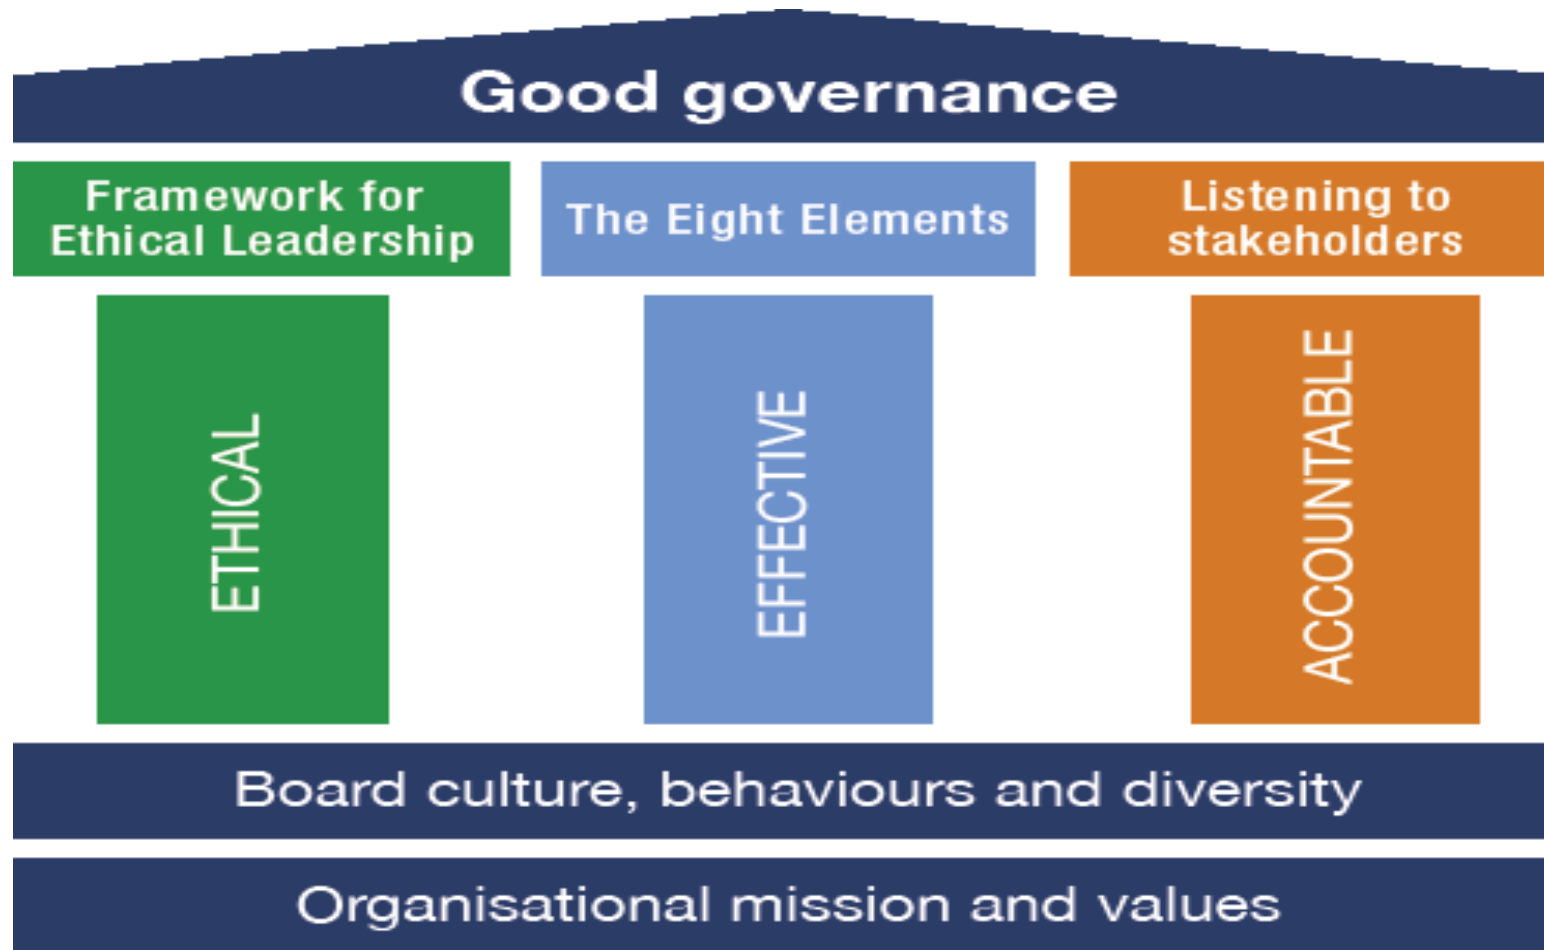 Good governance
Framework for
Ethical Leadership
The Eight Elements
Listening to
stakeholders
ETHICAL
EFFECTIVE
ACCOUNTABLE
Board culture, behaviours and diversity
Organisational mission and values